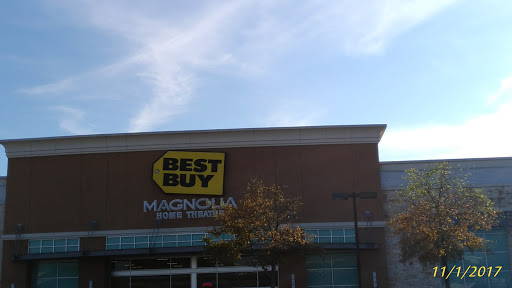 BEST
BUY
MAGNOLIA
HOME THEATER
11/1/2017